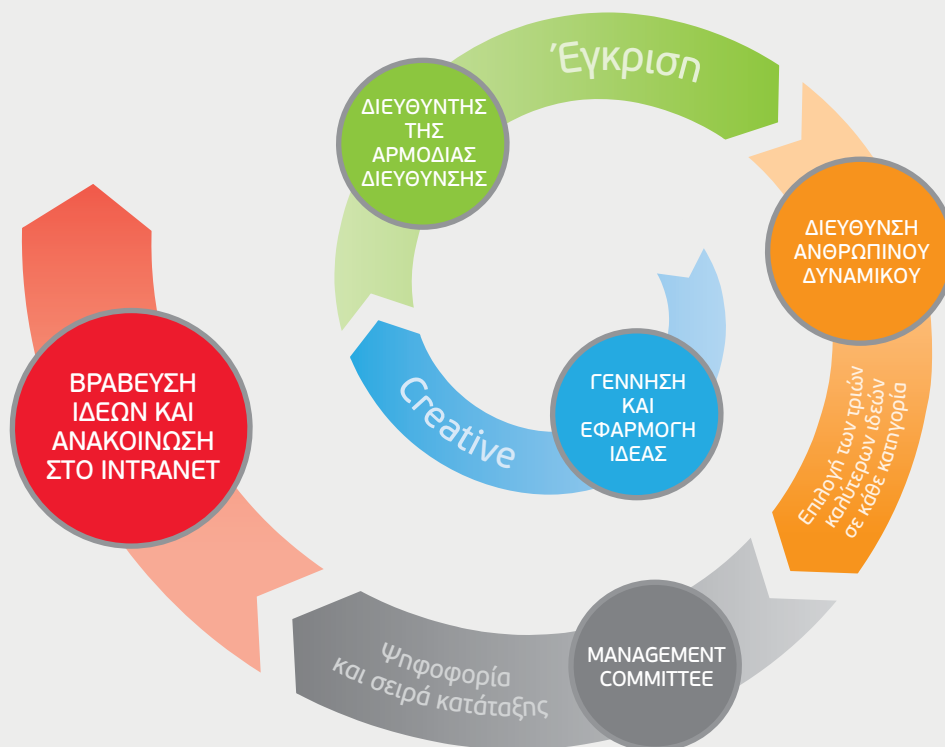 ΓΕΝΝΗΣΗ
ΚΑΙ
ΕΦΑΡΜΟΓΗ
ΙΔΕΑΣ
Creative
ΔΙΕΥΘΥΝΤΗΣ
ΤΗΣ
ΑΡΜΟΔΙΑΣ
ΔΙΕΥΘΥΝΣΗΣ
Έγκριση
ΔΙΕΥΘΥΝΣΗ
ΑΝΘΡΩΠΙΝΟΥ
ΔΥΝΑΜΙΚΟΥ
Επιλογή των τριών
καλύτερων ιδεών
σε κάθε κατηγορία
MANAGEMENT
COMMITTEE
Ψηφοφορία
και σειρά κατάταξης
ΒΡΑΒΕΥΣΗ
ΙΔΕΩΝ ΚΑΙ
ΑΝΑΚΟΙΝΩΣΗ
ΣΤΟ INTRANET